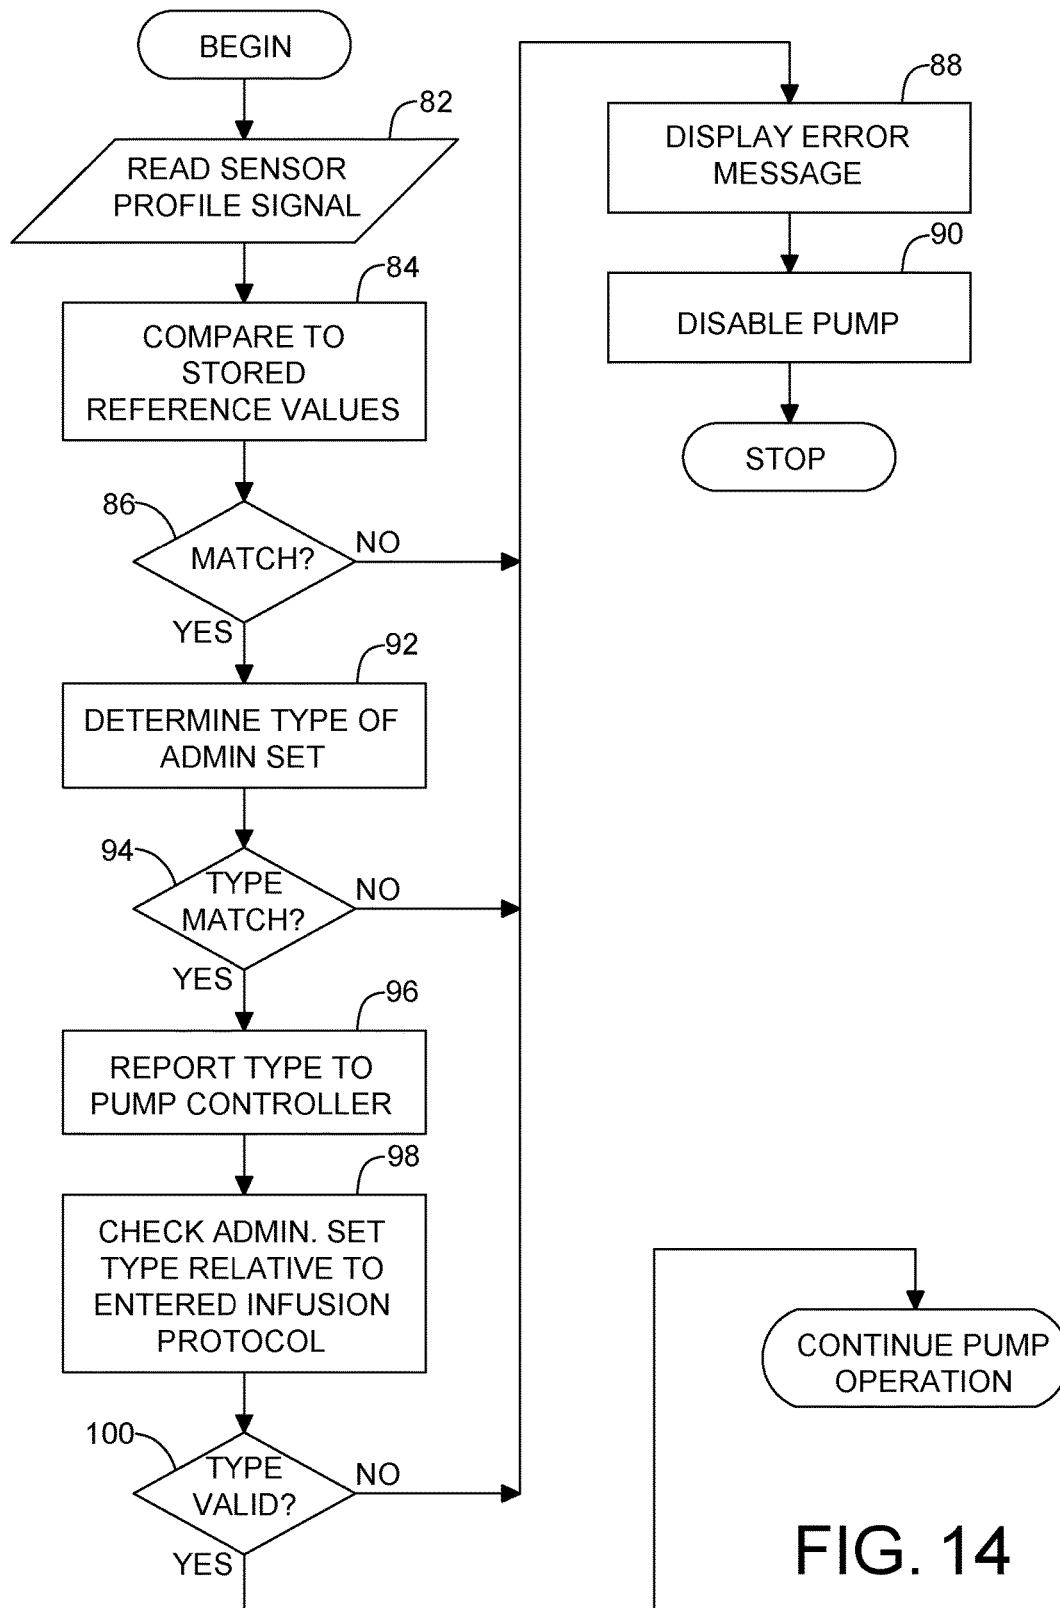 BEGIN
82
READ SENSOR
PROFILE SIGNAL
84
COMPARE TO
STORED
REFERENCE VALUES
86
MATCH?
NO
YES
92
DETERMINE TYPE OF
ADMIN SET
94
TYPE
MATCH?
NO
YES
96
REPORT TYPE TO
PUMP CONTROLLER
98
CHECK ADMIN. SET
TYPE RELATIVE TO
ENTERED INFUSION
PROTOCOL
100
TYPE
VALID?
NO
YES
88
DISPLAY ERROR
MESSAGE
90
DISABLE PUMP
STOP
CONTINUE PUMP
OPERATION
FIG. 14